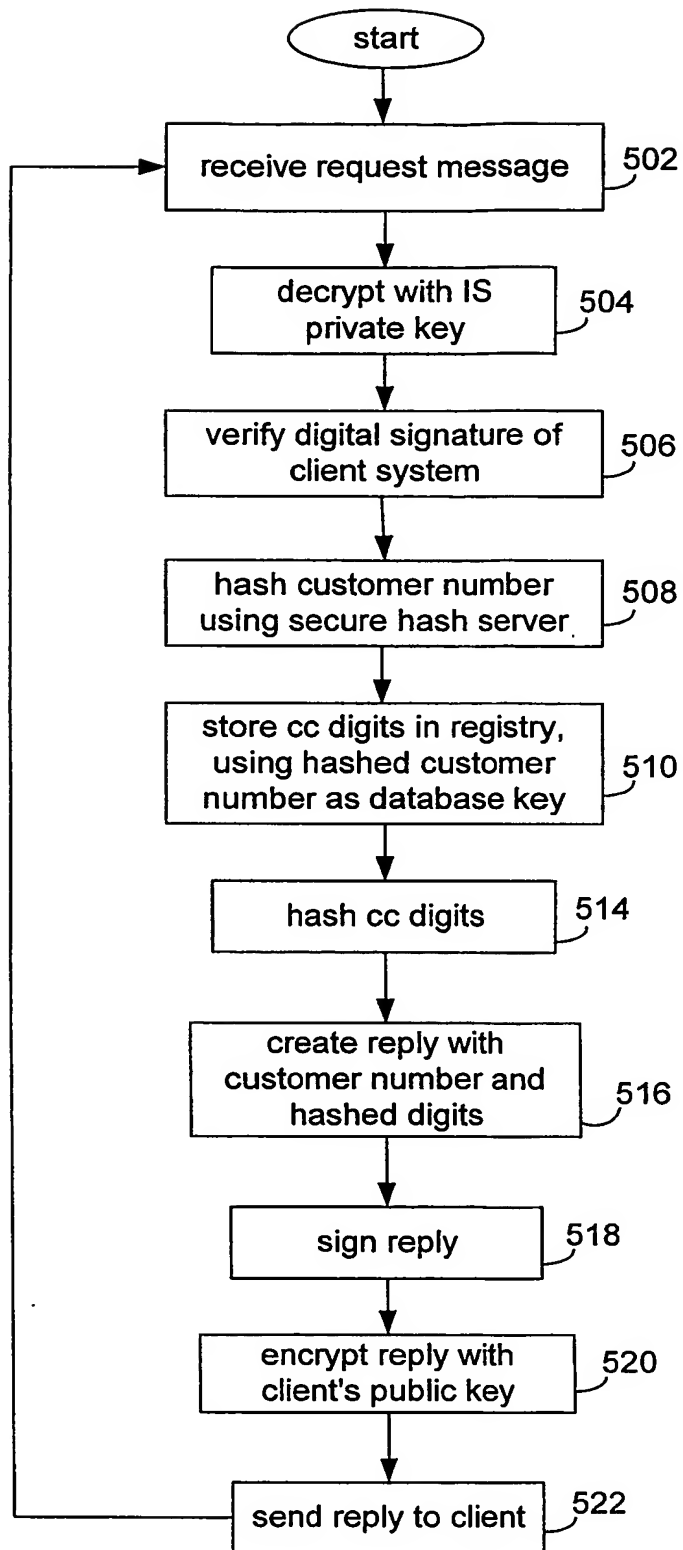 start
receive request message
502
decrypt with IS
private key
504
verify digital signature of
client system
506
hash customer number
using secure hash server
508
store cc digits in registry,
using hashed customer
number as database key
510
hash cc digits
514
create reply with
customer number and
hashed digits
516
sign reply
518
encrypt reply with
client's public key
520
send reply to client
522